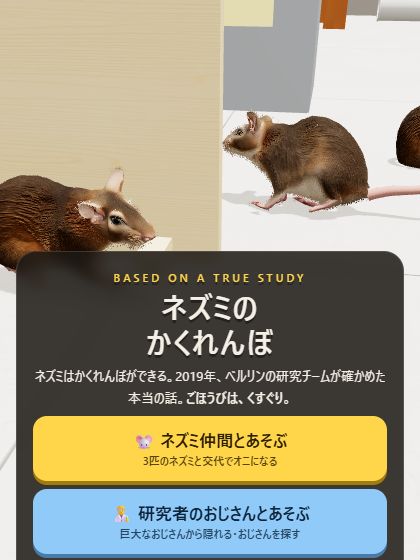 BASED ON A TRUE STUDY
ネズミの
かくれんぼ
ネズミはかくれんぼができる。2019年、ベルリンの研究チームが確かめた
本当の話。ごほうびは、くすぐり。
🐭 ネズミ仲間とあそぶ
3匹のネズミと交代でオニになる
👨‍🔬 研究者のおじさんとあそぶ
巨大なおじさんから隠れる・おじさんを探す